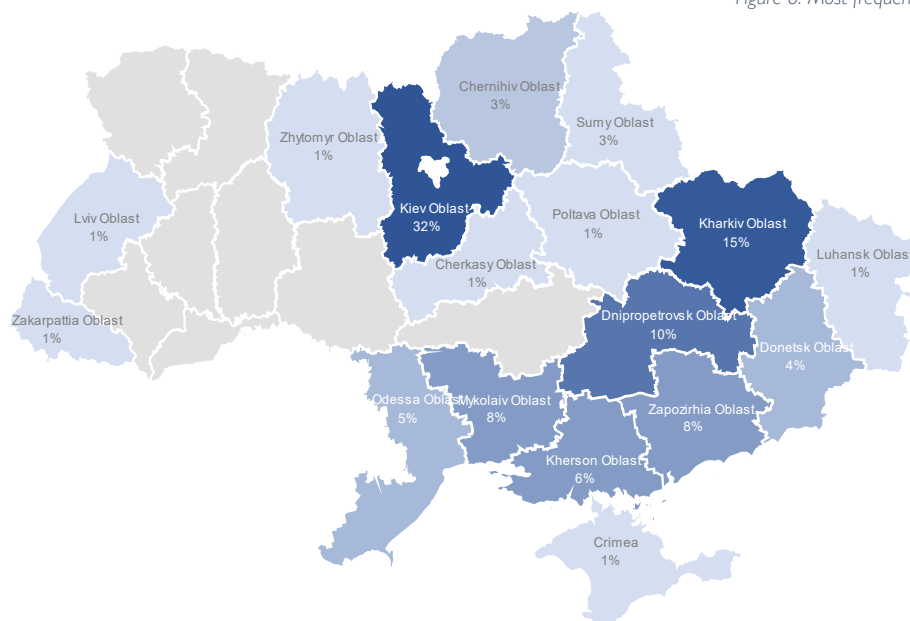 Figure 6. Most frequen
Chernihiv Oblast
3%
Sumy Oblast
3%
Zhytomyr Oblast
1%
Kiev Oblast
32%
Lviv Oblast
1%
Poltava Oblast
1%
Kharkiv Oblast
15%
Luhansk Oblast
1%
Cherkasy Oblast
1%
Zakarpattia Oblast
1%
Dnipropetrovsk Oblast
10%
Donetsk Oblast
4%
Odessa Oblast
5%
Mykolaiv Oblast
8%
Zapozirhia Oblast
8%
Kherson Oblast
6%
Crimea
1%